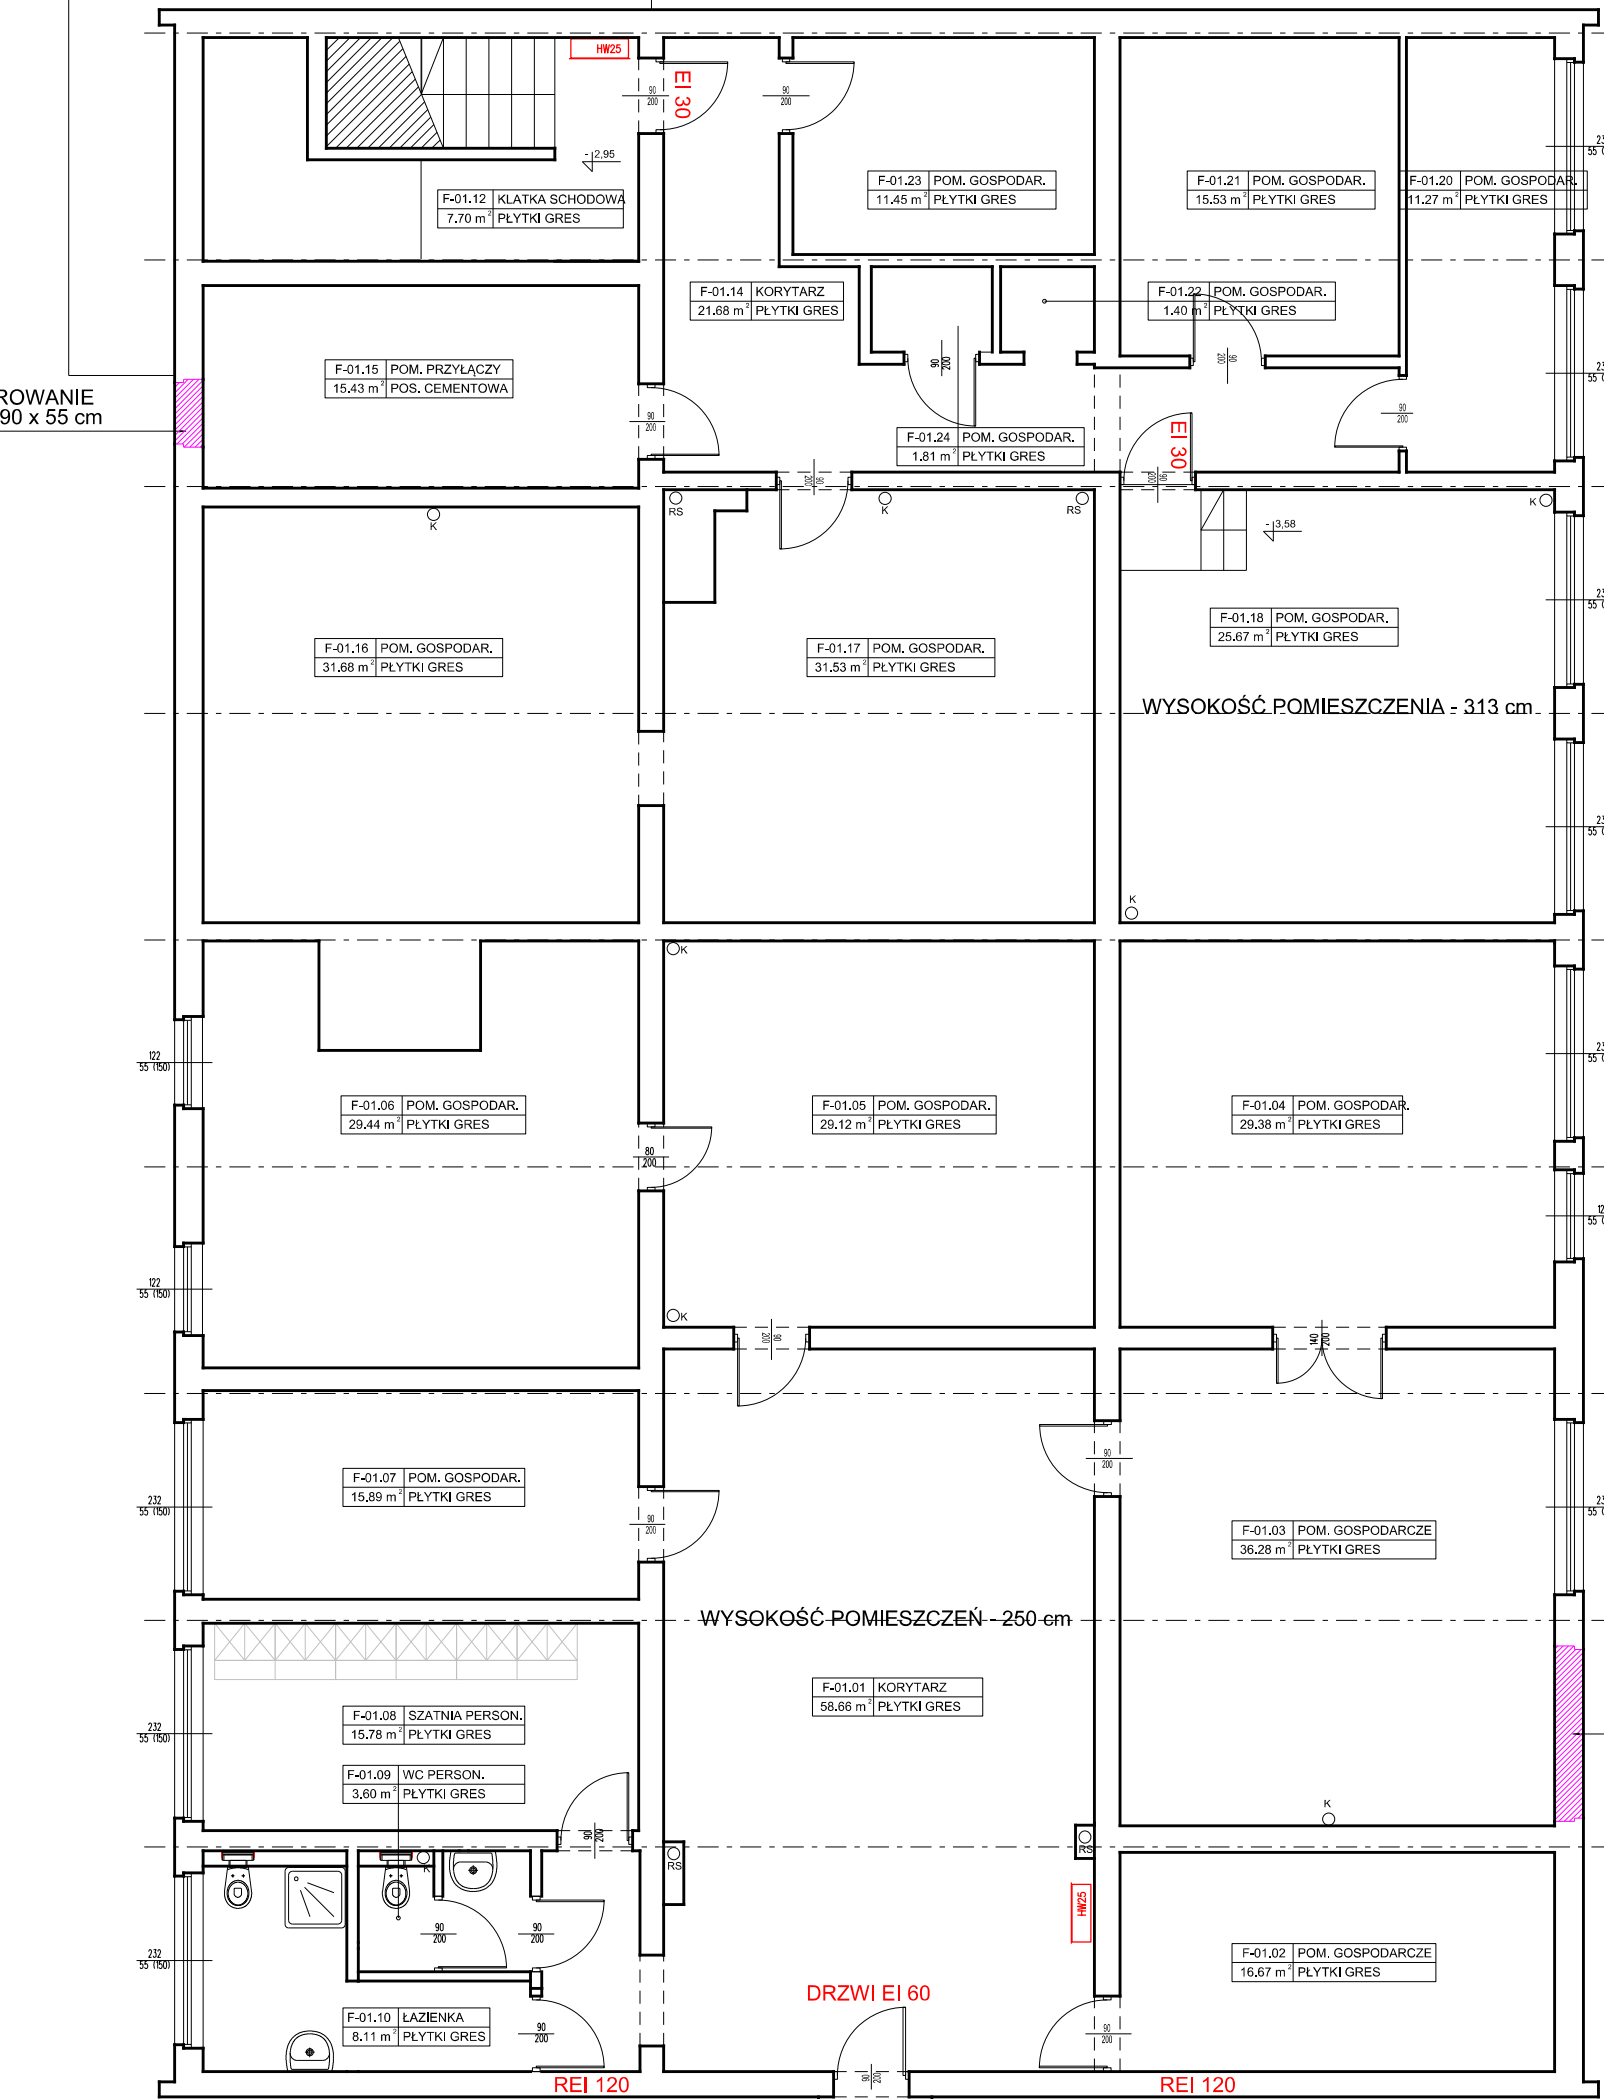 HW25
90
200
EI 30
90
200
-2,95
F-01.12 KLATKA SCHODOWA
7.70 m² PŁYTKI GRES
F-01.23 POM. GOSPODAR.
11.45 m² PŁYTKI GRES
F-01.21 POM. GOSPODAR.
15.53 m² PŁYTKI GRES
F-01.20 POM. GOSPODAR.
11.27 m² PŁYTKI GRES
F-01.14 KORYTARZ
21.68 m² PŁYTKI GRES
F-01.22 POM. GOSPODAR.
1.40 m² PŁYTKI GRES
90
200
90
200
F-01.15 POM. PRZYŁĄCZY
15.43 m² POS. CEMENTOWA
ROWANIE
90 x 55 cm
90
200
90
200
F-01.24 POM. GOSPODAR.
1.81 m² PŁYTKI GRES
EI 30
90
200
90
200
K
RS
K
RS
K
-3,58
F-01.16 POM. GOSPODAR.
31.68 m² PŁYTKI GRES
F-01.17 POM. GOSPODAR.
31.53 m² PŁYTKI GRES
F-01.18 POM. GOSPODAR.
25.67 m² PŁYTKI GRES
WYSOKOŚĆ POMIESZCZENIA - 313 cm
K
K
122
55 (150)
F-01.06 POM. GOSPODAR.
29.44 m² PŁYTKI GRES
F-01.05 POM. GOSPODAR.
29.12 m² PŁYTKI GRES
F-01.04 POM. GOSPODAR.
29.38 m² PŁYTKI GRES
80
200
122
55 (150)
K
90
200
140
200
90
200
F-01.07 POM. GOSPODAR.
15.89 m² PŁYTKI GRES
232
55 (150)
90
200
F-01.03 POM. GOSPODARCZE
36.28 m² PŁYTKI GRES
WYSOKOŚĆ POMIESZCZEŃ - 250 cm
F-01.01 KORYTARZ
58.66 m² PŁYTKI GRES
F-01.08 SZATNIA PERSON.
15.78 m² PŁYTKI GRES
232
55 (150)
F-01.09 WC PERSON.
3.60 m² PŁYTKI GRES
K
90
200
K
RS
RS
HW25
90
200
90
200
232
55 (150)
F-01.02 POM. GOSPODARCZE
16.67 m² PŁYTKI GRES
DRZWI EI 60
F-01.10 ŁAZIENKA
8.11 m² PŁYTKI GRES
90
200
90
200
90
200
REI 120
REI 120